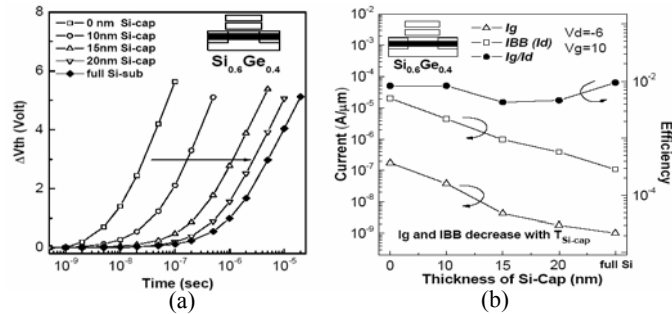 (a)
0 nm Si-cap
10nm Si-cap
15nm Si-cap
20nm Si-cap
full Si-sub
Si0.6Ge0.4
8
6
4
2
0
ΔVth (Volt)
10-9 10-8 10-7 10-6 10-5
Time (sec)
(a)
Ig
IBB (Id)
Ig/Id
Vd=-6
Vg=10
Si0.6Ge0.4
10-2
10-3
10-4
10-5
10-6
10-7
10-8
10-9
Current (A/μm)
10-2
10-4
Efficiency
Ig and IBB decrease with TSi-cap
0 10 15 20 full Si
Thickness of Si-Cap (nm)
(b)